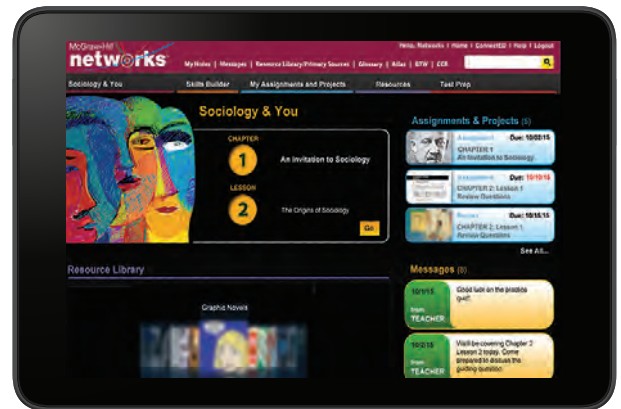 McGraw-Hill
networks
Hello, Networks | Home | ConnectED | Help | Logout
My Notes | Messages | Resource Library/Primary Sources | Glossary | Atlas | BTW | CCR
Sociology & You
Skills Builder
My Assignments and Projects
Resources
Test Prep
Sociology & You
CHAPTER
1
An Invitation to Sociology
LESSON
2
The Origins of Sociology
Go
Assignments & Projects (5)
Assignment
Due: 10/02/15
CHAPTER 1
An Invitation to Sociology
Assignment
Due: 10/10/15
CHAPTER 2: Lesson 1
Review Questions
Due: 10/15/15
CHAPTER 2: Lesson 1
Review Questions
See All...
Resource Library
Graphic Novels
Messages
10/1/15
from:
TEACHER
Good luck on the practice
quiz!
10/2/15
from:
TEACHER
We'll be covering Chapter 2
Lesson 2 today. Come
prepared to discuss the
guiding question.